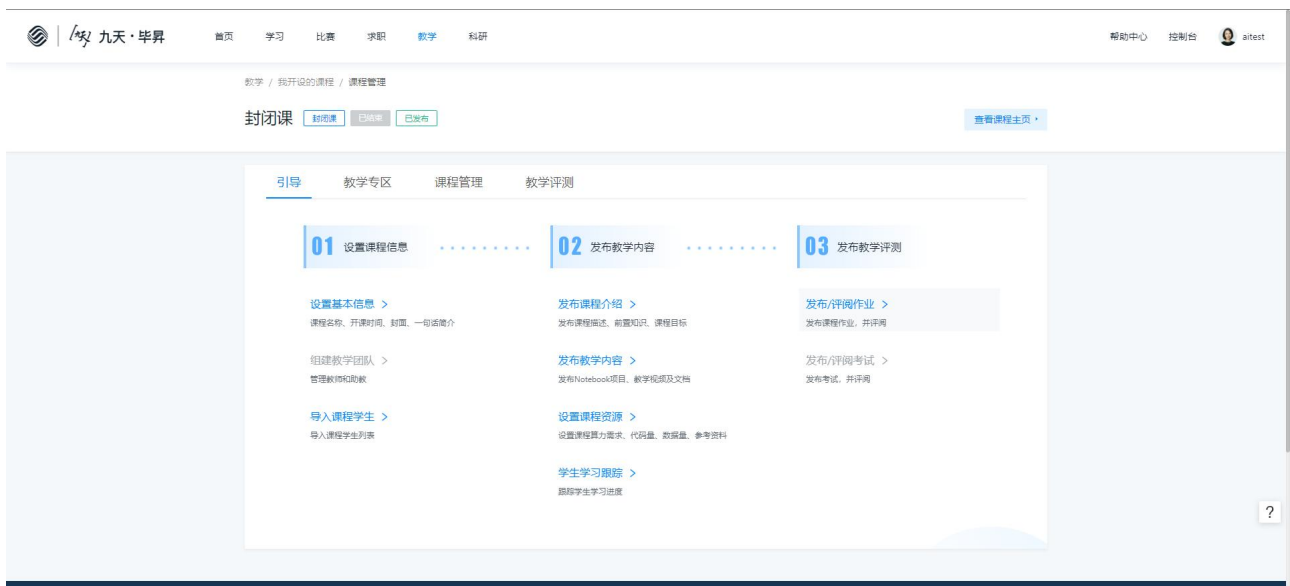 九天·毕昇 首页 学习 比赛 求职 教学 科研 帮助中心 控制台 aitest
教学 / 我开设的课程 / 课程管理
封闭课 封闭课 已结束 已发布 查看课程主页
引导 教学专区 课程管理 教学评测
01 设置课程信息 02 发布教学内容 03 发布教学评测
设置基本信息 > 发布课程介绍 > 发布/评阅作业 >
课程名称、开课时间、封面、一句话简介 发布课程描述、前置知识、课程目标 发布课程作业,并评阅
组建教学团队 > 发布教学内容 > 发布/评阅考试 >
管理教师和助教 发布Notebook项目、教学视频及文档 发布考试,并评阅
导入课程学生 > 设置课程资源 >
导入课程学生列表 设置课程算力需求、代码量、数据量、参考资料
学生学习跟踪 >
跟踪学生学习进度
?